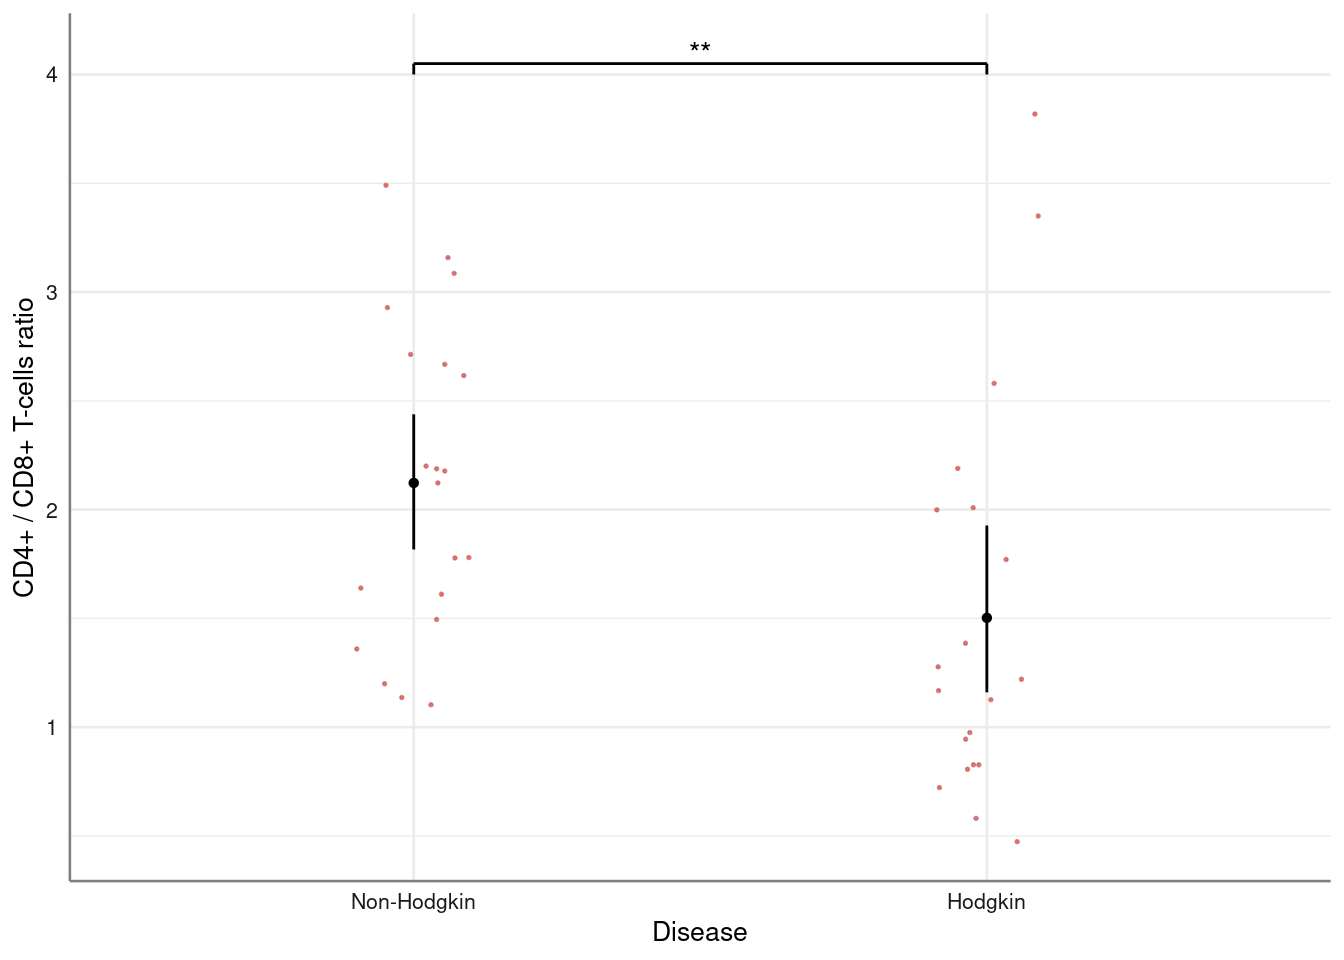 **
4
3
2
1
CD4+ / CD8+ T-cells ratio
Non-Hodgkin
Hodgkin
Disease